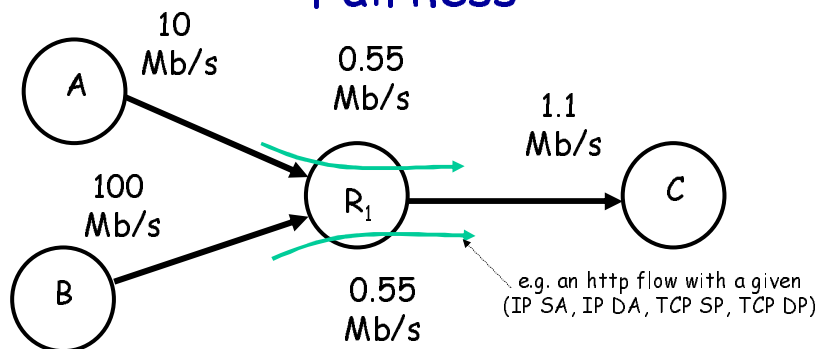 Fairness
10
Mb/s
A
0.55
Mb/s
1.1
Mb/s
100
Mb/s
R1
C
B
0.55
Mb/s
e.g. an http flow with a given
(IP SA, IP DA, TCP SP, TCP DP)